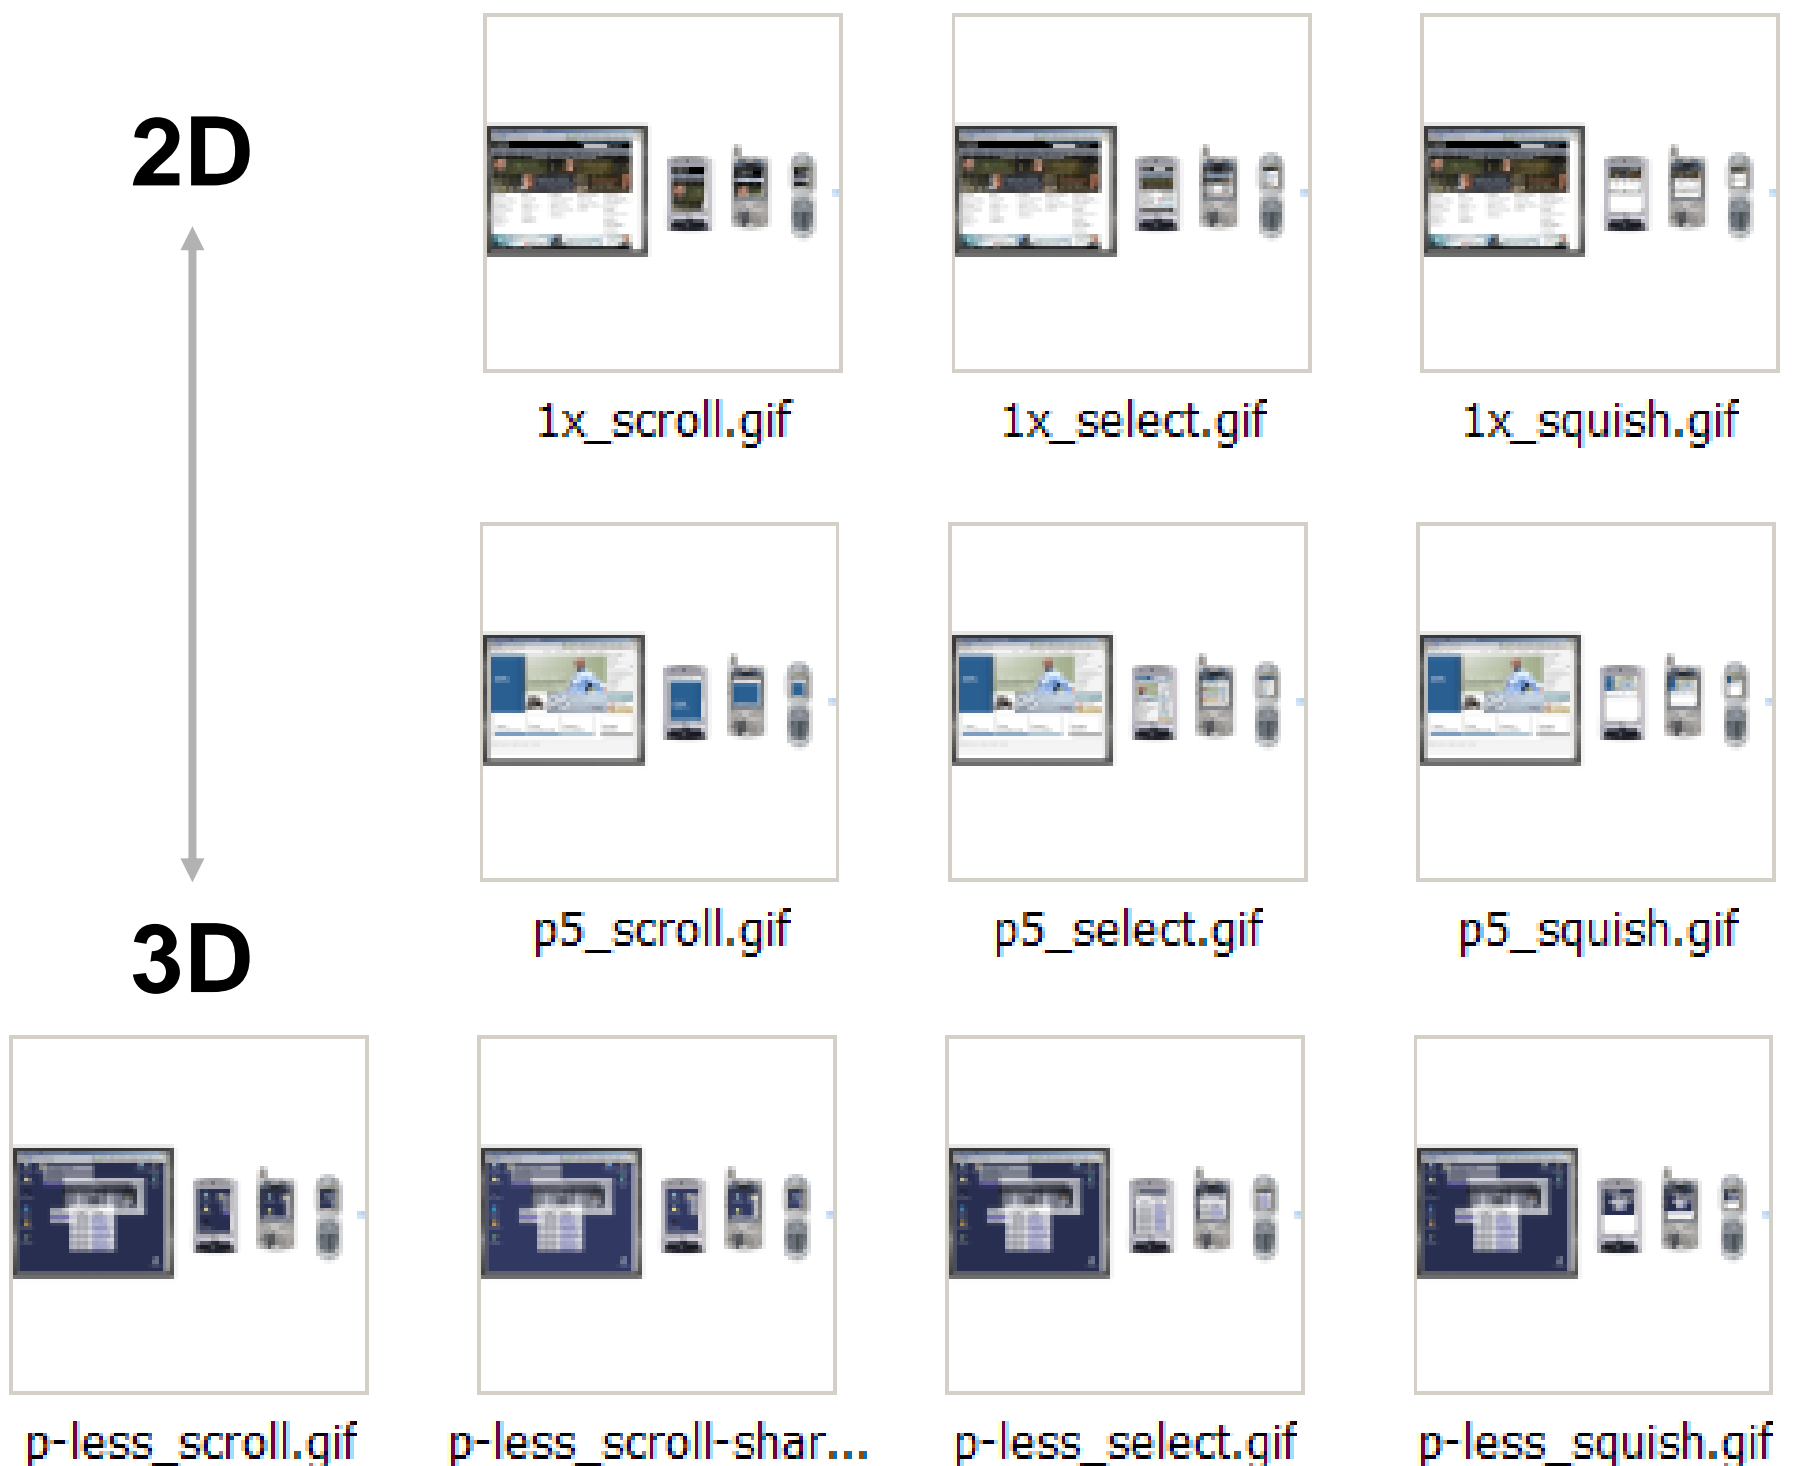 2D
1x_scroll.gif
1x_select.gif
1x_squish.gif
p5_scroll.gif
p5_select.gif
p5_squish.gif
3D
p-less_scroll.gif
p-less_scroll-shar...
p-less_select.gif
p-less_squish.gif